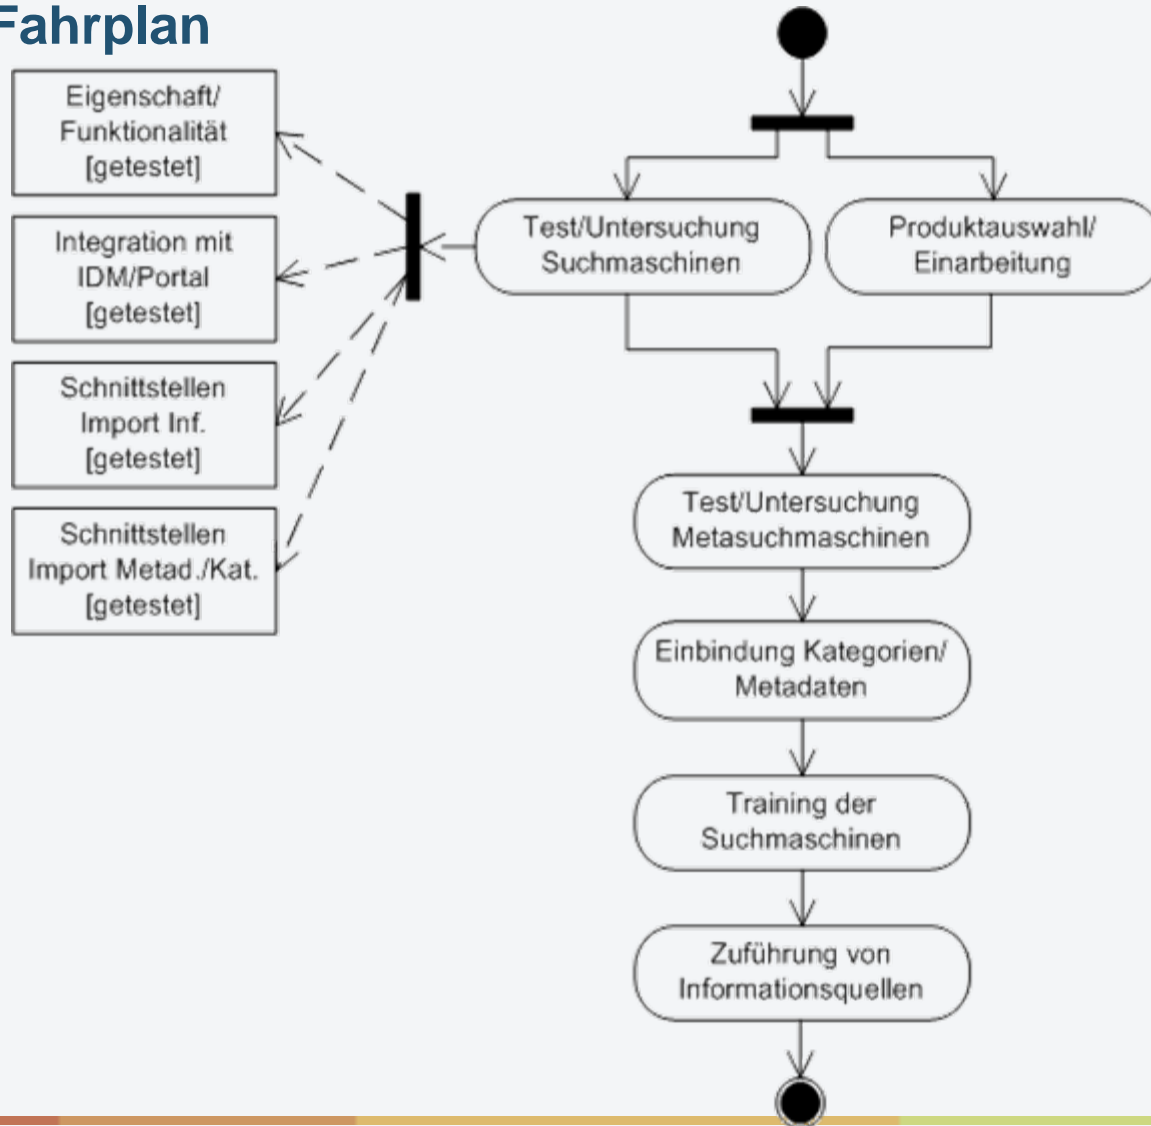 Fahrplan
Eigenschaft/
Funktionalität
[getestet]
Integration mit
IDM/Portal
[getestet]
Schnittstellen
Import Inf.
[getestet]
Schnittstellen
Import Metad./Kat.
[getestet]
Test/Untersuchung
Suchmaschinen
Produktauswahl/
Einarbeitung
Test/Untersuchung
Metasuchmaschinen
Einbindung Kategorien/
Metadaten
Training der
Suchmaschinen
Zuführung von
Informationsquellen